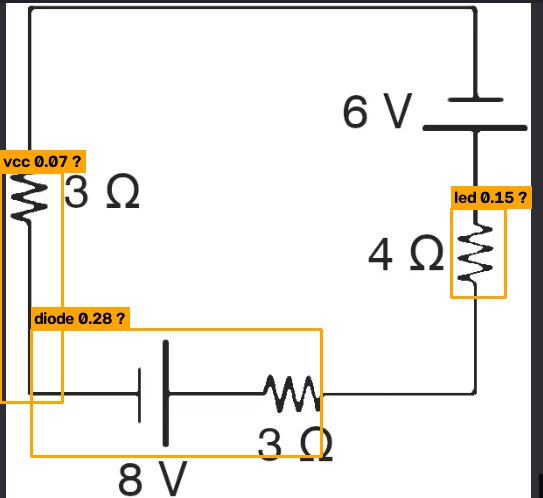 6 V
vcc 0.07 ?
3 Ω
led 0.15 ?
4 Ω
diode 0.28 ?
3 Ω
8 V